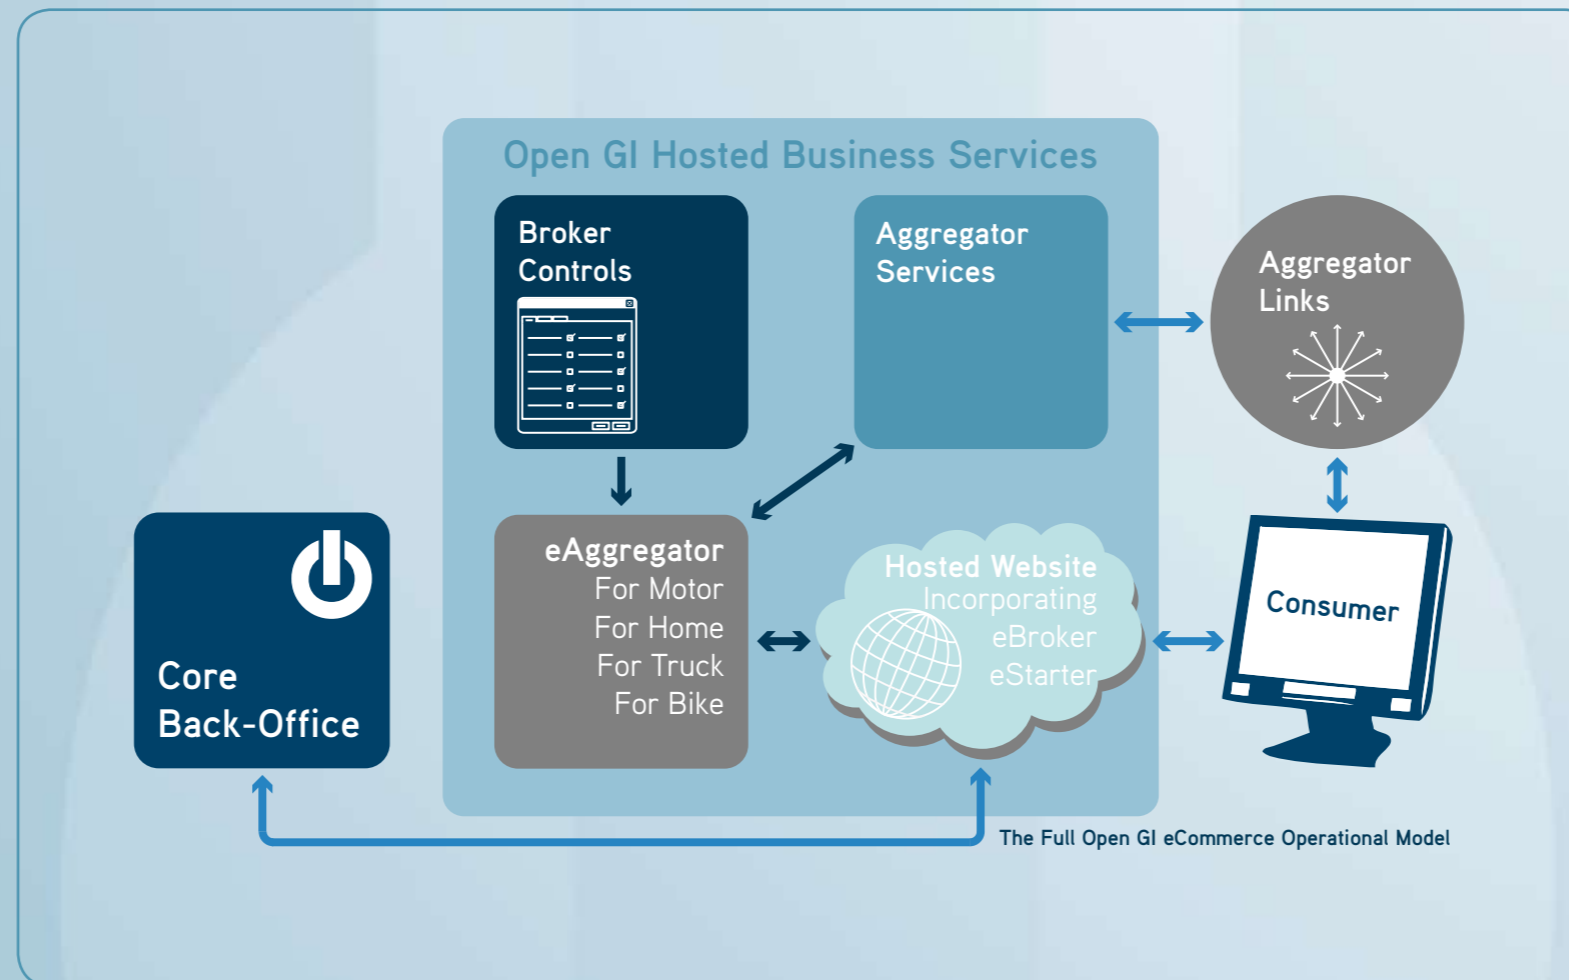 Open GI Hosted Business Services
Broker
Controls
Aggregator
Services
Aggregator
Links
eAggregator
For Motor
For Home
For Truck
For Bike
Hosted Website
Incorporating
eBroker
eStarter
Consumer
Core
Back-Office
The Full Open GI eCommerce Operational Model